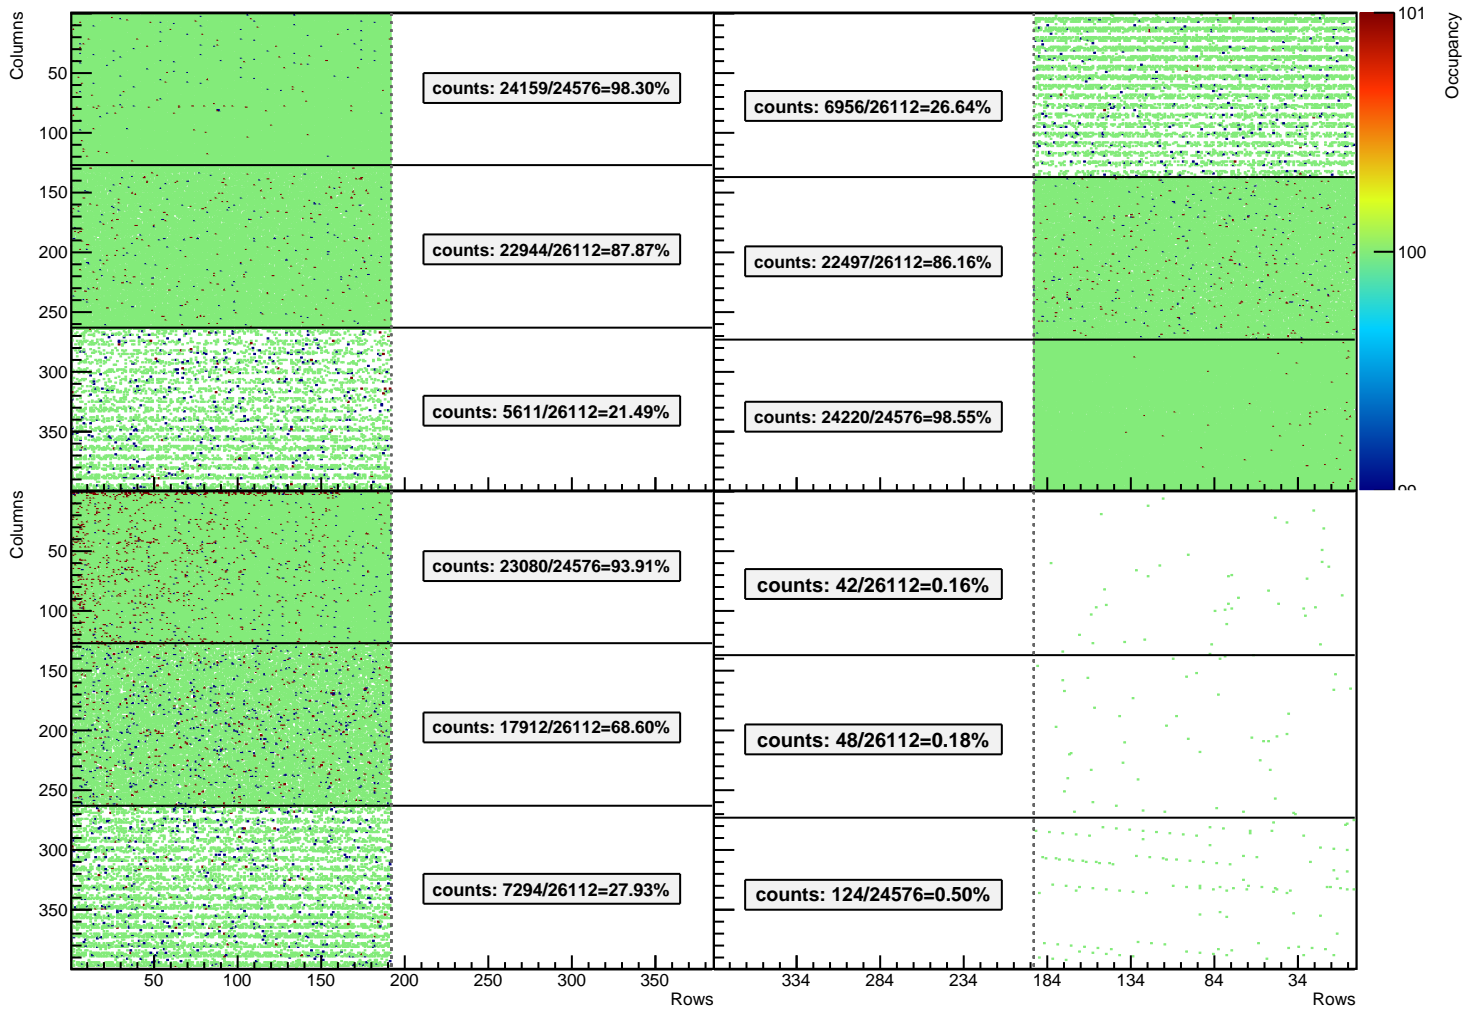 Columns
50
100
150
200
250
300
350
counts: 24159/24576=98.30%
counts: 22944/26112=87.87%
counts: 5611/26112=21.49%
counts: 6956/26112=26.64%
counts: 22497/26112=86.16%
counts: 24220/24576=98.55%
101
100
Occupancy
Columns
50
100
150
200
250
300
350
counts: 23080/24576=93.91%
counts: 17912/26112=68.60%
counts: 7294/26112=27.93%
counts: 42/26112=0.16%
counts: 48/26112=0.18%
counts: 124/24576=0.50%
50 100 150 200 250 300 350
Rows
334 284 234 184 134 84 34
Rows